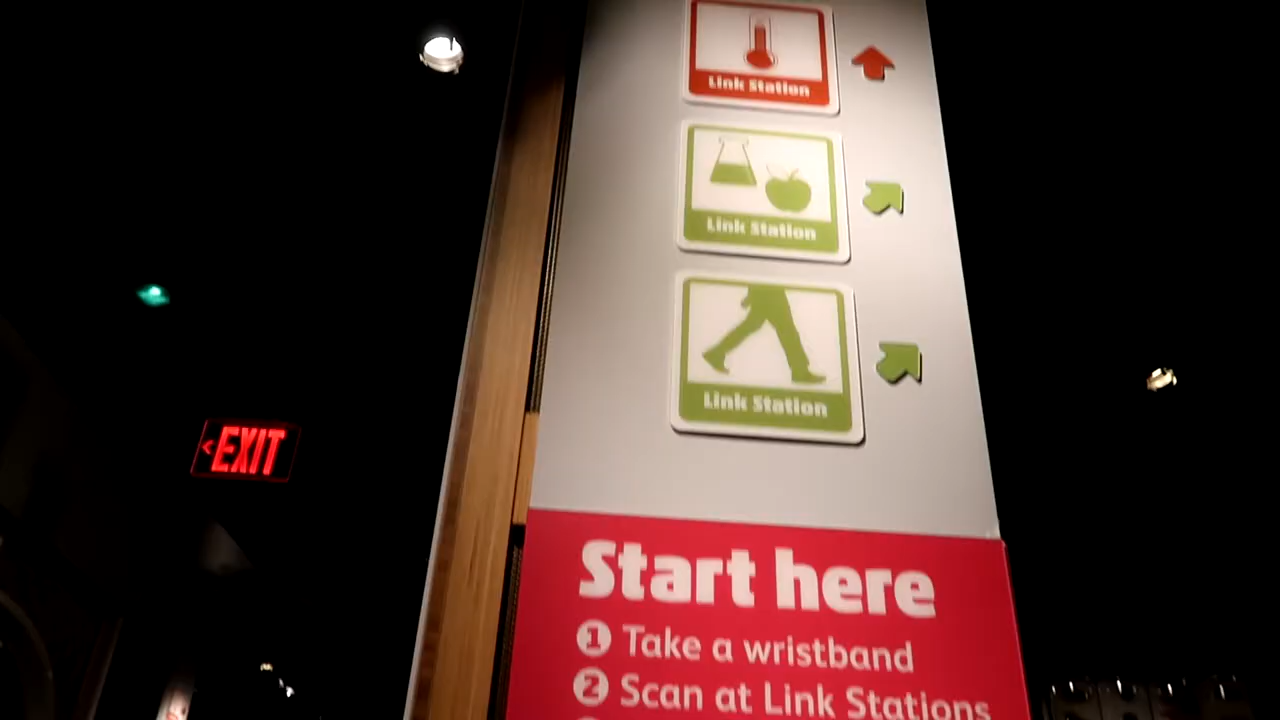 Link Station
Link Station
Link Station
<EXIT
Start here
1 Take a wristband
2 Scan at Link Stations